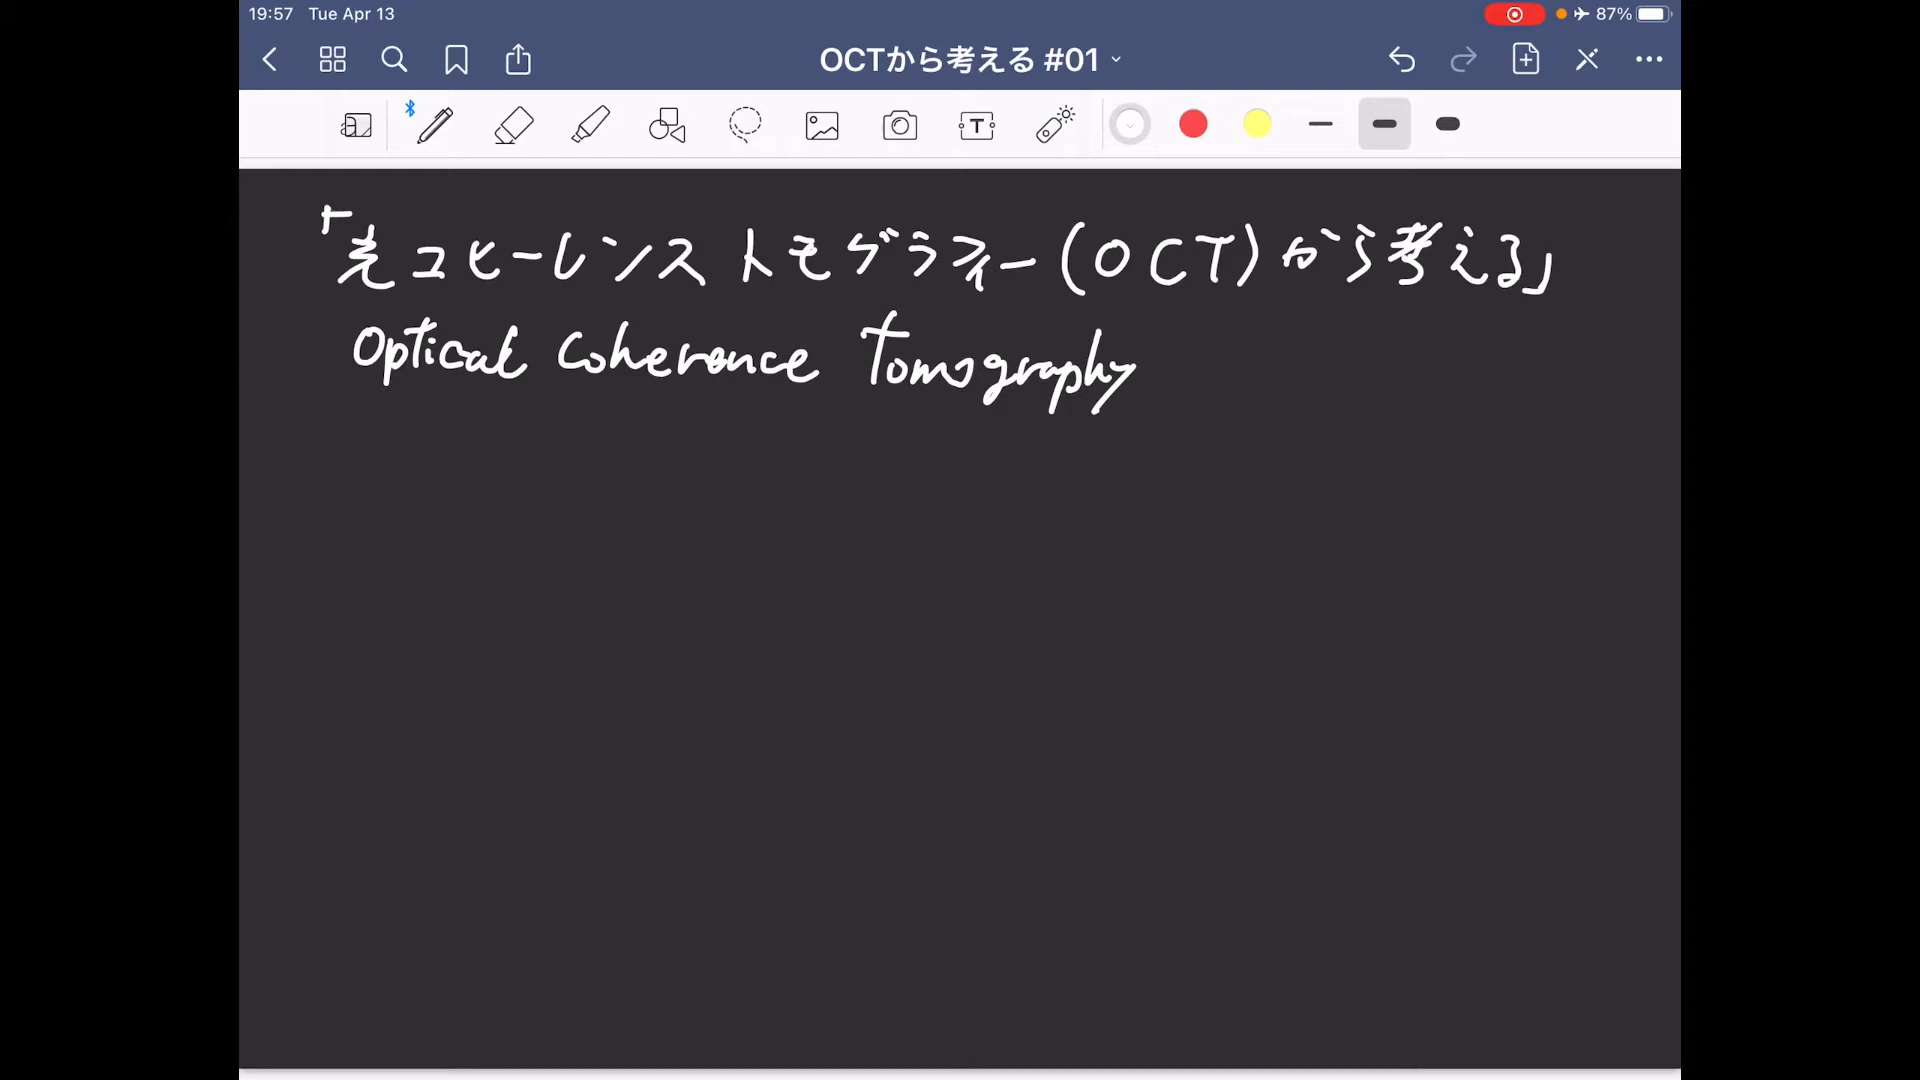 19:57 Tue Apr 13 87%
OCTから考える #01
T
「光コヒーレンストモグラフィー(OCT)から考える」
Optical Coherence Tomography